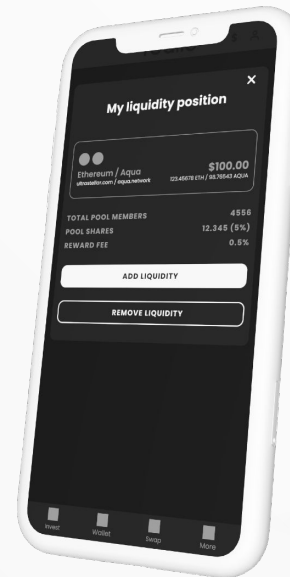 ×
My liquidity position
Ethereum / Aqua
ultrastellar.com / aqua.network
$100.00
123.45678 ETH / 98.76543 AQUA
TOTAL POOL MEMBERS 4556
POOL SHARES 12.345 (5%)
REWARD FEE 0.5%
ADD LIQUIDITY
REMOVE LIQUIDITY
Invest Wallet Swap More